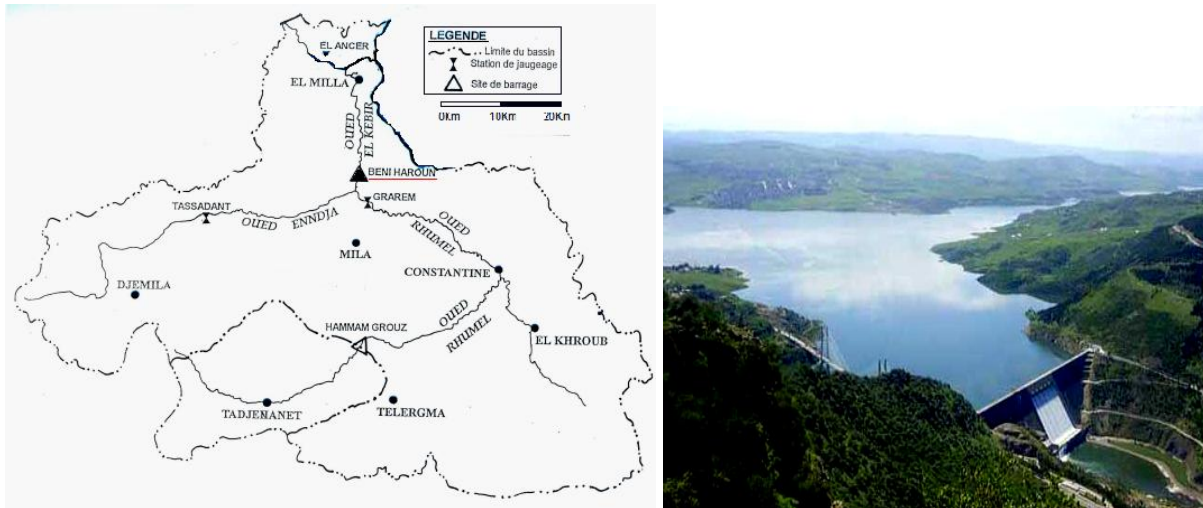 LEGENDE
Limite du bassin
Station de jaugeage
Site de barrage
0Km 10Km 20Km
EL ANCER
EL MILLA
OUED
EL KEBIR
BENI HAROUN
GRAREM
TASSADANT
OUED ENNDJA
OUED
RHUMEL
MILA
CONSTANTINE
DJEMILA
HAMMAM GROUZ
OUED
RHUMEL
EL KHROUB
TADJENANET
TELERGMA